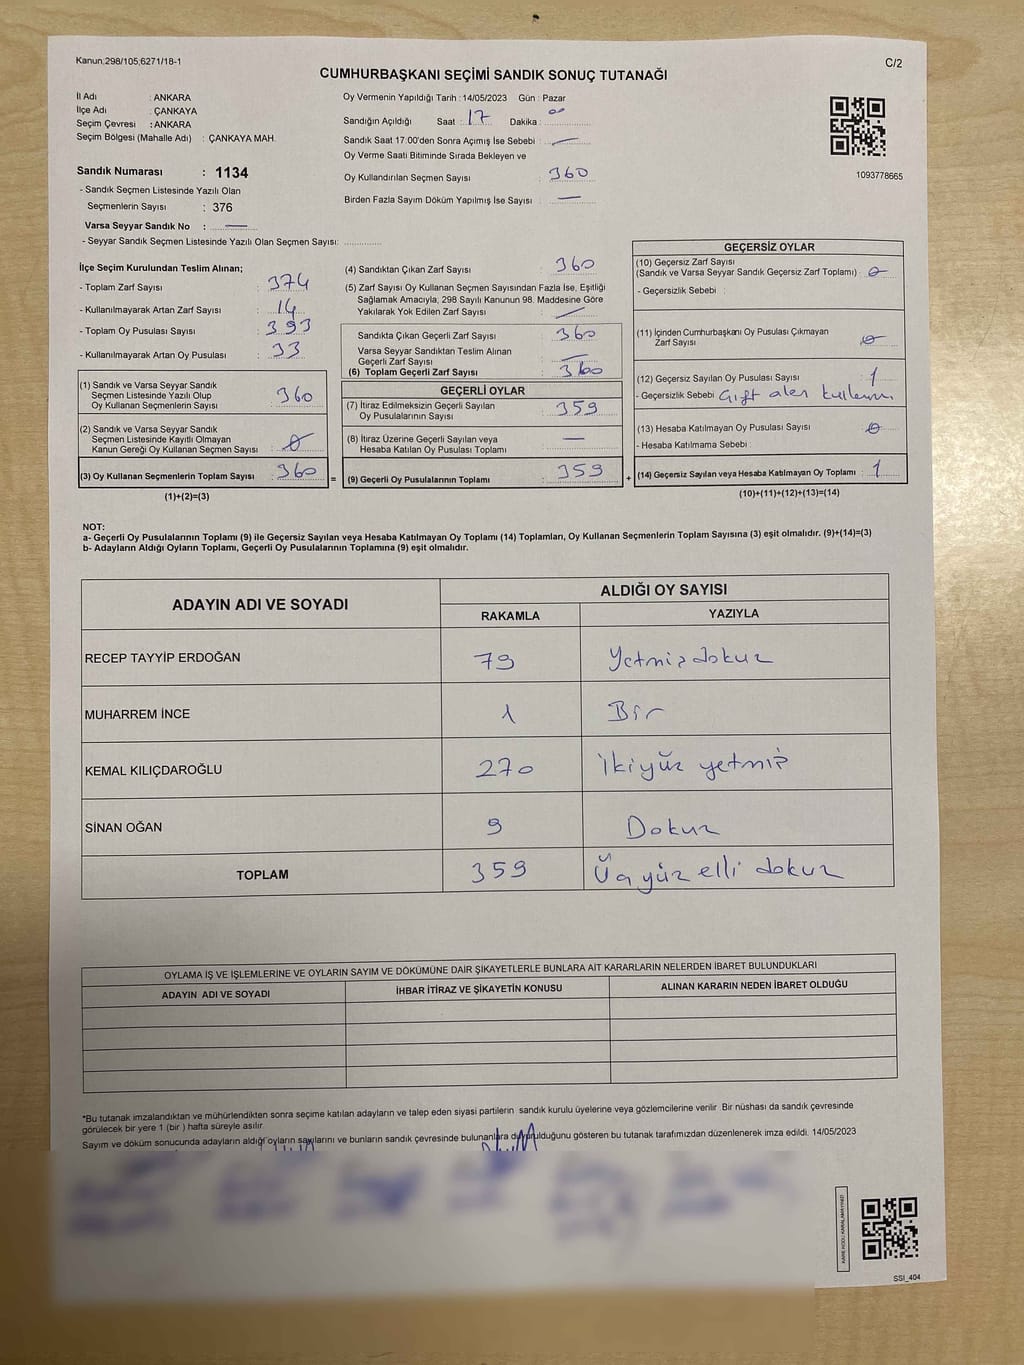 Kanun;298/105;6271/18-1
C/2
CUMHURBAŞKANI SEÇİMİ SANDIK SONUÇ TUTANAĞI
İl Adı : ANKARA
İlçe Adı : ÇANKAYA
Seçim Çevresi : ANKARA
Seçim Bölgesi (Mahalle Adı) : ÇANKAYA MAH.
Sandık Numarası : 1134
- Sandık Seçmen Listesinde Yazılı Olan
Seçmenlerin Sayısı : 376
Varsa Seyyar Sandık No : —
- Seyyar Sandık Seçmen Listesinde Yazılı Olan Seçmen Sayısı: ..............
Oy Vermenin Yapıldığı Tarih : 14/05/2023 Gün : Pazar
Sandığın Açıldığı Saat : 17 Dakika : 00
Sandık Saat 17:00'den Sonra Açımış İse Sebebi : —
Oy Verme Saati Bitiminde Sırada Bekleyen ve
Oy Kullandırılan Seçmen Sayısı : 360
Birden Fazla Sayım Döküm Yapılmış İse Sayısı : —
1093778665
İlçe Seçim Kurulundan Teslim Alınan;
- Toplam Zarf Sayısı : 374
- Kullanılmayarak Artan Zarf Sayısı : 14
- Toplam Oy Pusulası Sayısı : 393
- Kullanılmayarak Artan Oy Pusulası : 33
(1) Sandık ve Varsa Seyyar Sandık
Seçmen Listesinde Yazılı Olup
Oy Kullanan Seçmenlerin Sayısı : 360
(2) Sandık ve Varsa Seyyar Sandık
Seçmen Listesinde Kayıtlı Olmayan
Kanun Gereği Oy Kullanan Seçmen Sayısı : 0
(3) Oy Kullanan Seçmenlerin Toplam Sayısı : 360 =
(1)+(2)=(3)
(4) Sandıktan Çıkan Zarf Sayısı : 360
(5) Zarf Sayısı Oy Kullanan Seçmen Sayısından Fazla İse, Eşitliği
Sağlamak Amacıyla, 298 Sayılı Kanunun 98. Maddesine Göre
Yakılarak Yok Edilen Zarf Sayısı : —
Sandıkta Çıkan Geçerli Zarf Sayısı : 360
Varsa Seyyar Sandıktan Teslim Alınan
Geçerli Zarf Sayısı : —
(6) Toplam Geçerli Zarf Sayısı : 360
GEÇERLİ OYLAR
(7) İtiraz Edilmeksizin Geçerli Sayılan
Oy Pusulalarının Sayısı : 359
(8) İtiraz Üzerine Geçerli Sayılan veya
Hesaba Katılan Oy Pusulası Toplamı : —
(9) Geçerli Oy Pusulalarının Toplamı : 359 +
GEÇERSİZ OYLAR
(10) Geçersiz Zarf Sayısı
(Sandık ve Varsa Seyyar Sandık Geçersiz Zarf Toplamı) : 0
- Geçersizlik Sebebi :
(11) İçinden Cumhurbaşkanı Oy Pusulası Çıkmayan
Zarf Sayısı : 0
(12) Geçersiz Sayılan Oy Pusulası Sayısı : 1
- Geçersizlik Sebebi Çift alan kullanım
(13) Hesaba Katılmayan Oy Pusulası Sayısı : 0
- Hesaba Katılmama Sebebi :
(14) Geçersiz Sayılan veya Hesaba Katılmayan Oy Toplamı : 1
(10)+(11)+(12)+(13)=(14)
NOT:
a- Geçerli Oy Pusulalarının Toplamı (9) ile Geçersiz Sayılan veya Hesaba Katılmayan Oy Toplamı (14) Toplamları, Oy Kullanan Seçmenlerin Toplam Sayısına (3) eşit olmalıdır. (9)+(14)=(3)
b- Adayların Aldığı Oyların Toplamı, Geçerli Oy Pusulalarının Toplamına (9) eşit olmalıdır.
ADAYIN ADI VE SOYADI
ALDIĞI OY SAYISI
RAKAMLA YAZIYLA
RECEP TAYYİP ERDOĞAN 79 Yetmiş dokuz
MUHARREM İNCE 1 Bir
KEMAL KILIÇDAROĞLU 270 İkiyüz yetmiş
SİNAN OĞAN 9 Dokuz
TOPLAM 359 Üçyüz elli dokuz
OYLAMA İŞ VE İŞLEMLERİNE VE OYLARIN SAYIM VE DÖKÜMÜNE DAİR ŞİKAYETLERLE BUNLARA AİT KARARLARIN NELERDEN İBARET BULUNDUKLARI
ADAYIN ADI VE SOYADI İHBAR İTİRAZ VE ŞİKAYETİN KONUSU ALINAN KARARIN NEDEN İBARET OLDUĞU
*Bu tutanak imzalandıktan ve mühürlendikten sonra seçime katılan adayların ve talep eden siyasi partilerin sandık kurulu üyelerine veya gözlemcilerine verilir. Bir nüshası da sandık çevresinde
görülecek bir yere 1 (bir ) hafta süreyle asılır.
Sayım ve döküm sonucunda adayların aldığı oyların sayılarını ve bunların sandık çevresinde bulunanlara duyurulduğunu gösteren bu tutanak tarafımızdan düzenlenerek imza edildi. 14/05/2023
KARE KODU KARALAMAYINIZ!
SSI_404